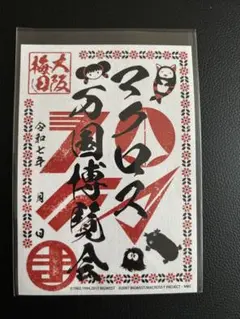 マクロス
万国博覧会
大阪
梅田
令和七年 月 日